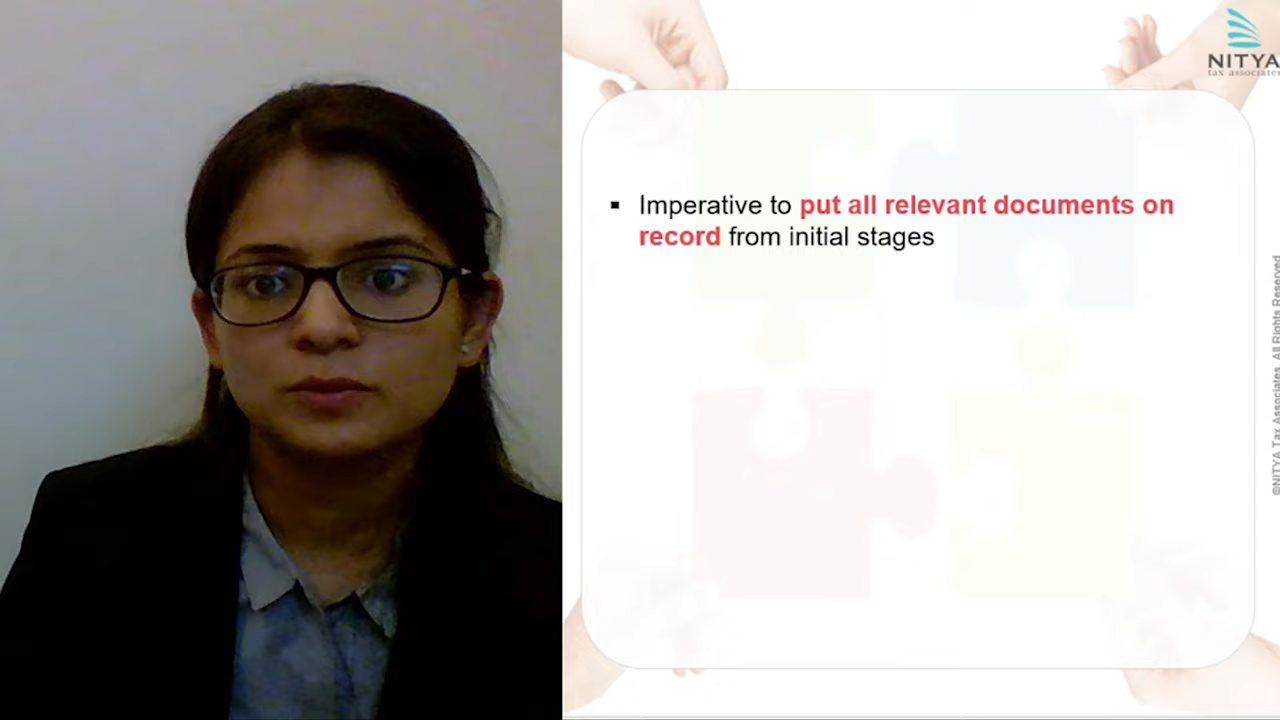 NITYA
tax associates
▪ Imperative to put all relevant documents on
record from initial stages
©NITYA Tax Associates. All Rights Reserved